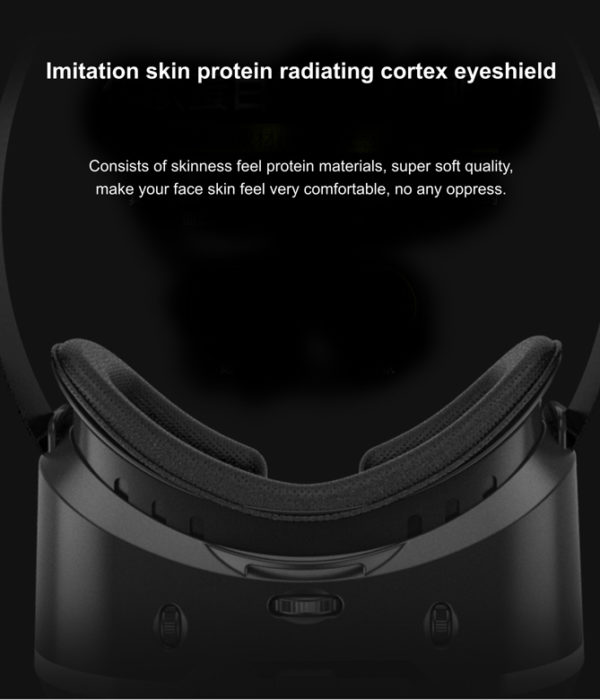 Imitation skin protein radiating cortex eyeshield
Consists of skinness feel protein materials, super soft quality,
make your face skin feel very comfortable, no any oppress.